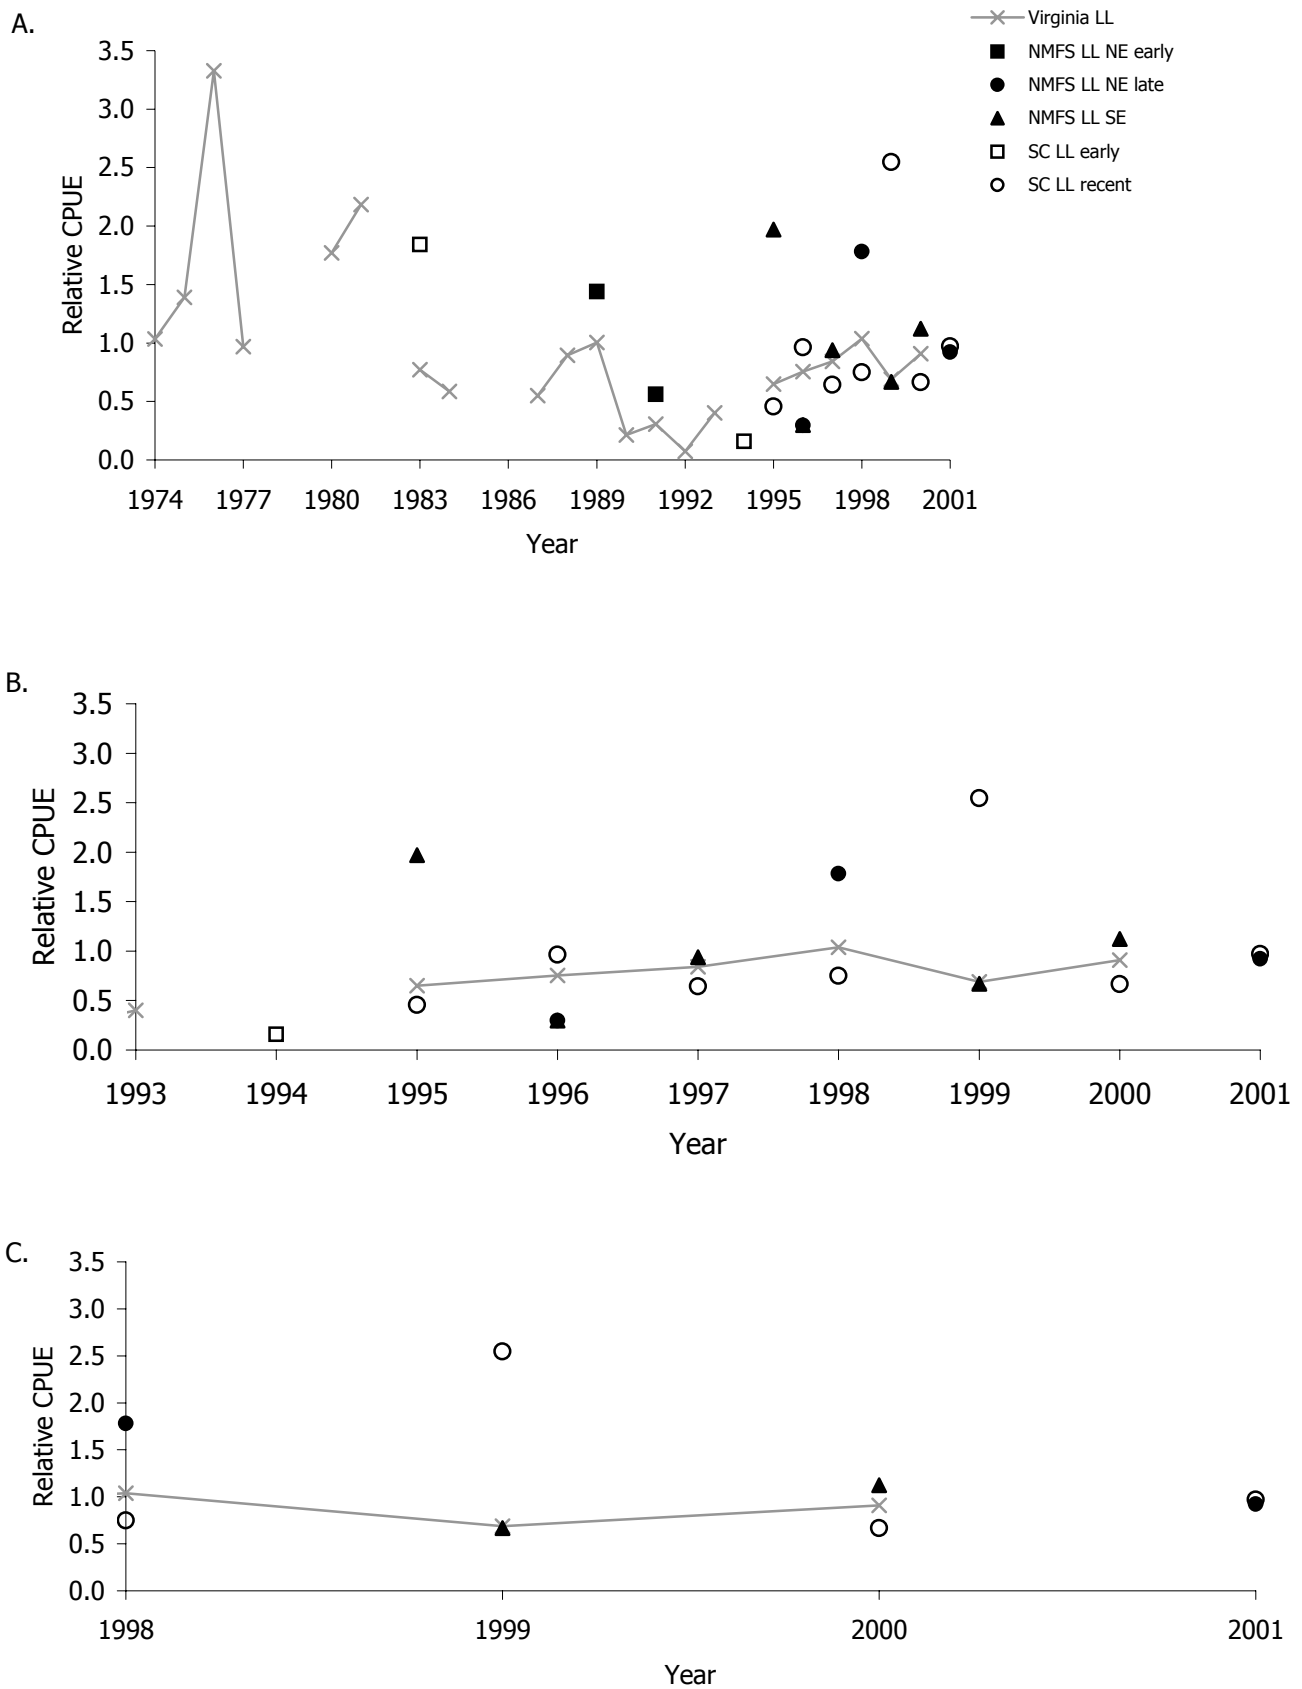 A.
Virginia LL
NMFS LL NE early
NMFS LL NE late
NMFS LL SE
SC LL early
SC LL recent
3.5
3.0
2.5
2.0
1.5
1.0
0.5
0.0
Relative CPUE
1974 1977 1980 1983 1986 1989 1992 1995 1998 2001
Year
B.
3.5
3.0
2.5
2.0
1.5
1.0
0.5
0.0
Relative CPUE
1993 1994 1995 1996 1997 1998 1999 2000 2001
Year
C.
3.5
3.0
2.5
2.0
1.5
1.0
0.5
0.0
Relative CPUE
1998 1999 2000 2001
Year